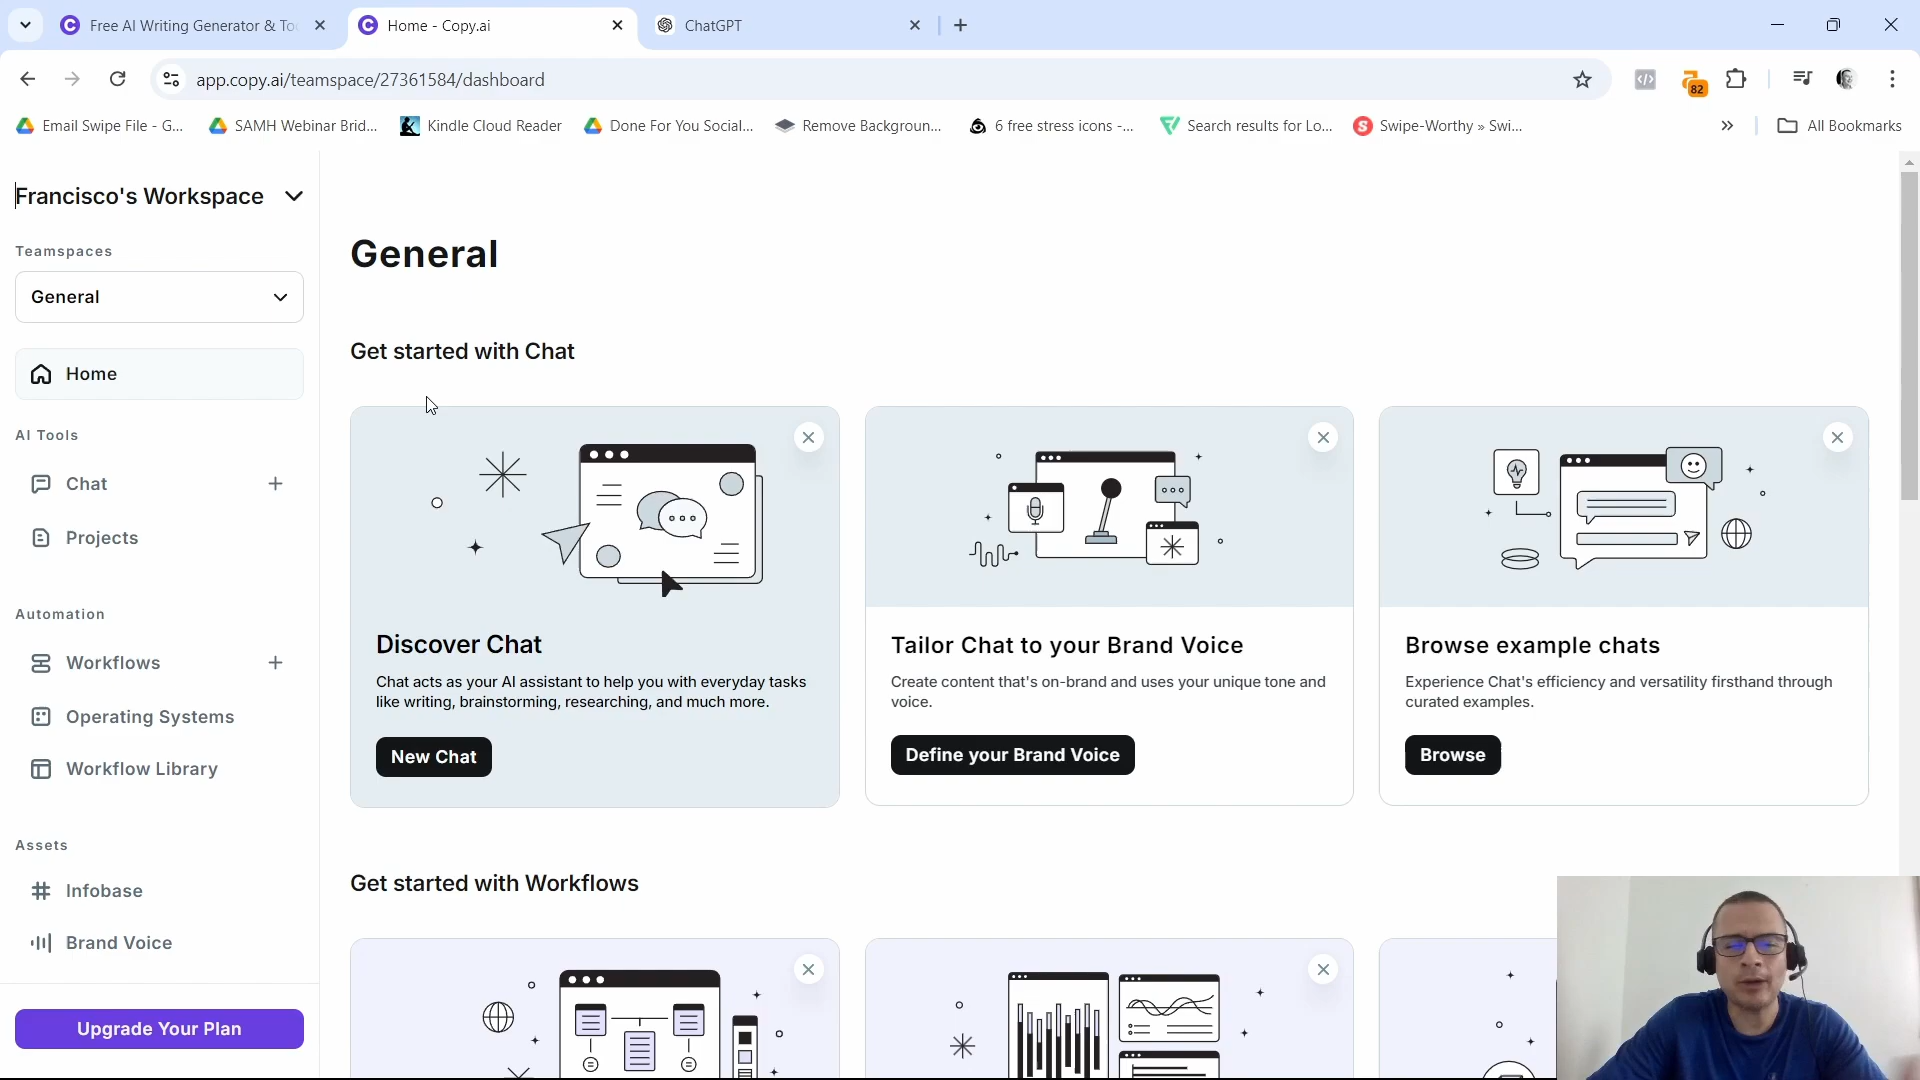 Free AI Writing Generator & To
Home - Copy.ai
ChatGPT
app.copy.ai/teamspace/27361584/dashboard
82
Email Swipe File - G...
SAMH Webinar Brid...
Kindle Cloud Reader
Done For You Social...
Remove Backgroun...
6 free stress icons -...
Search results for Lo...
Swipe-Worthy » Swi...
All Bookmarks
Francisco's Workspace
Teamspaces
General
Home
AI Tools
Chat
Projects
Automation
Workflows
Operating Systems
Workflow Library
Assets
Infobase
Brand Voice
Upgrade Your Plan
General
Get started with Chat
Discover Chat
Chat acts as your AI assistant to help you with everyday tasks
like writing, brainstorming, researching, and much more.
New Chat
Tailor Chat to your Brand Voice
Create content that's on-brand and uses your unique tone and
voice.
Define your Brand Voice
Browse example chats
Experience Chat's efficiency and versatility firsthand through
curated examples.
Browse
Get started with Workflows